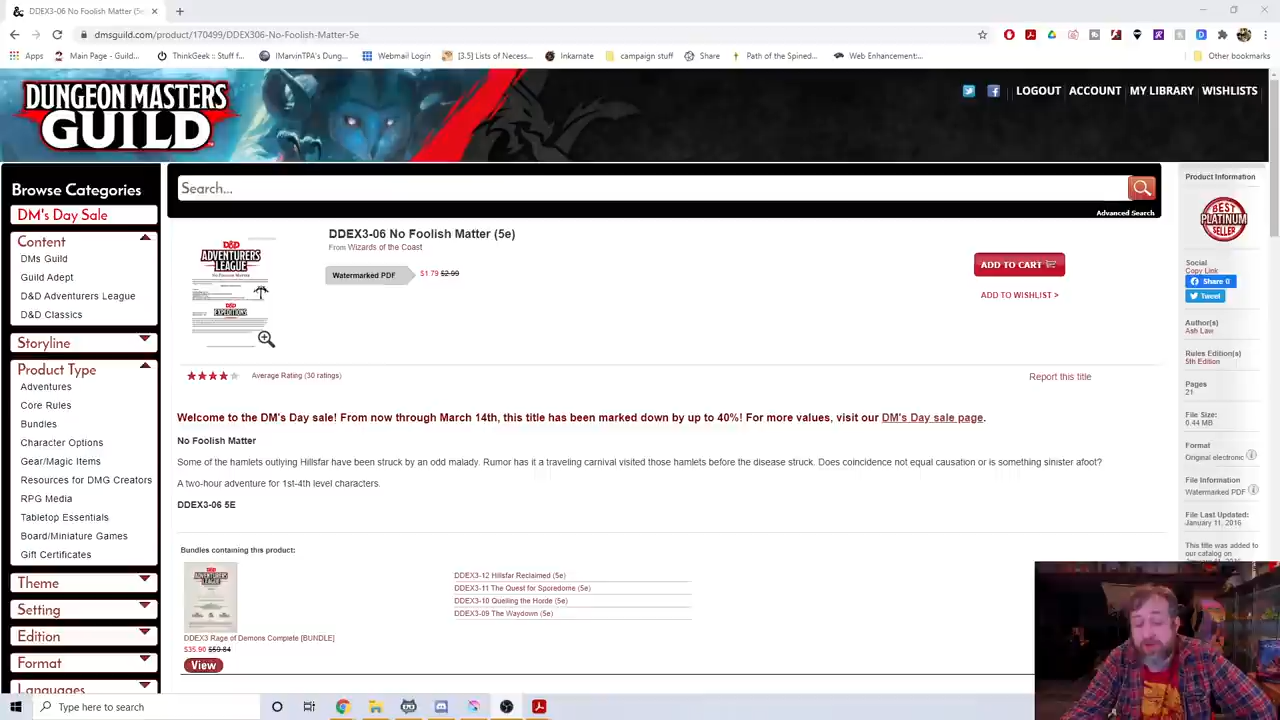 DDEX3-06 No Foolish Matter (5e)
dmsguild.com/product/170499/DDEX306-No-Foolish-Matter-5e
Apps
Main Page - Guild...
ThinkGeek :: Stuff f...
IMarvinTPA's Dung...
Webmail Login
[3.5] Lists of Necess...
Inkarnate
campaign stuff
Share
Path of the Spined...
Web Enhancement:...
Other bookmarks
DUNGEON MASTERS
GUILD
LOGOUT ACCOUNT MY LIBRARY WISHLISTS
Browse Categories
DM's Day Sale
Content
DMs Guild
Guild Adept
D&D Adventurers League
D&D Classics
Storyline
Product Type
Adventures
Core Rules
Bundles
Character Options
Gear/Magic Items
Resources for DMG Creators
RPG Media
Tabletop Essentials
Board/Miniature Games
Gift Certificates
Theme
Setting
Edition
Format
Languages
Search...
Advanced Search
D&D
ADVENTURERS
LEAGUE
NO FOOLISH MATTER
D&D
EXPEDITIONS
DDEX3-06 No Foolish Matter (5e)
From Wizards of the Coast
Watermarked PDF
$1.79 $2.99
ADD TO CART
ADD TO WISHLIST >
Average Rating (30 ratings)
Report this title
Welcome to the DM's Day sale! From now through March 14th, this title has been marked down by up to 40%! For more values, visit our DM's Day sale page.
No Foolish Matter
Some of the hamlets outlying Hillsfar have been struck by an odd malady. Rumor has it a traveling carnival visited those hamlets before the disease struck. Does coincidence not equal causation or is something sinister afoot?
A two-hour adventure for 1st-4th level characters.
DDEX3-06 5E
Bundles containing this product:
D&D
ADVENTURERS
LEAGUE
DDEX3 Rage of Demons Complete [BUNDLE]
$35.90 $59.84
View
DDEX3-12 Hillsfar Reclaimed (5e)
DDEX3-11 The Quest for Sporedome (5e)
DDEX3-10 Quelling the Horde (5e)
DDEX3-09 The Waydown (5e)
Product Information
BEST
PLATINUM
SELLER
Social
Copy Link
Share 0
Tweet
Author(s)
Ash Law
Rules Edition(s)
5th Edition
Pages
21
File Size:
0.44 MB
Format
Original electronic
File Information
Watermarked PDF
File Last Updated:
January 11, 2016
This title was added to
our catalog on
Type here to search